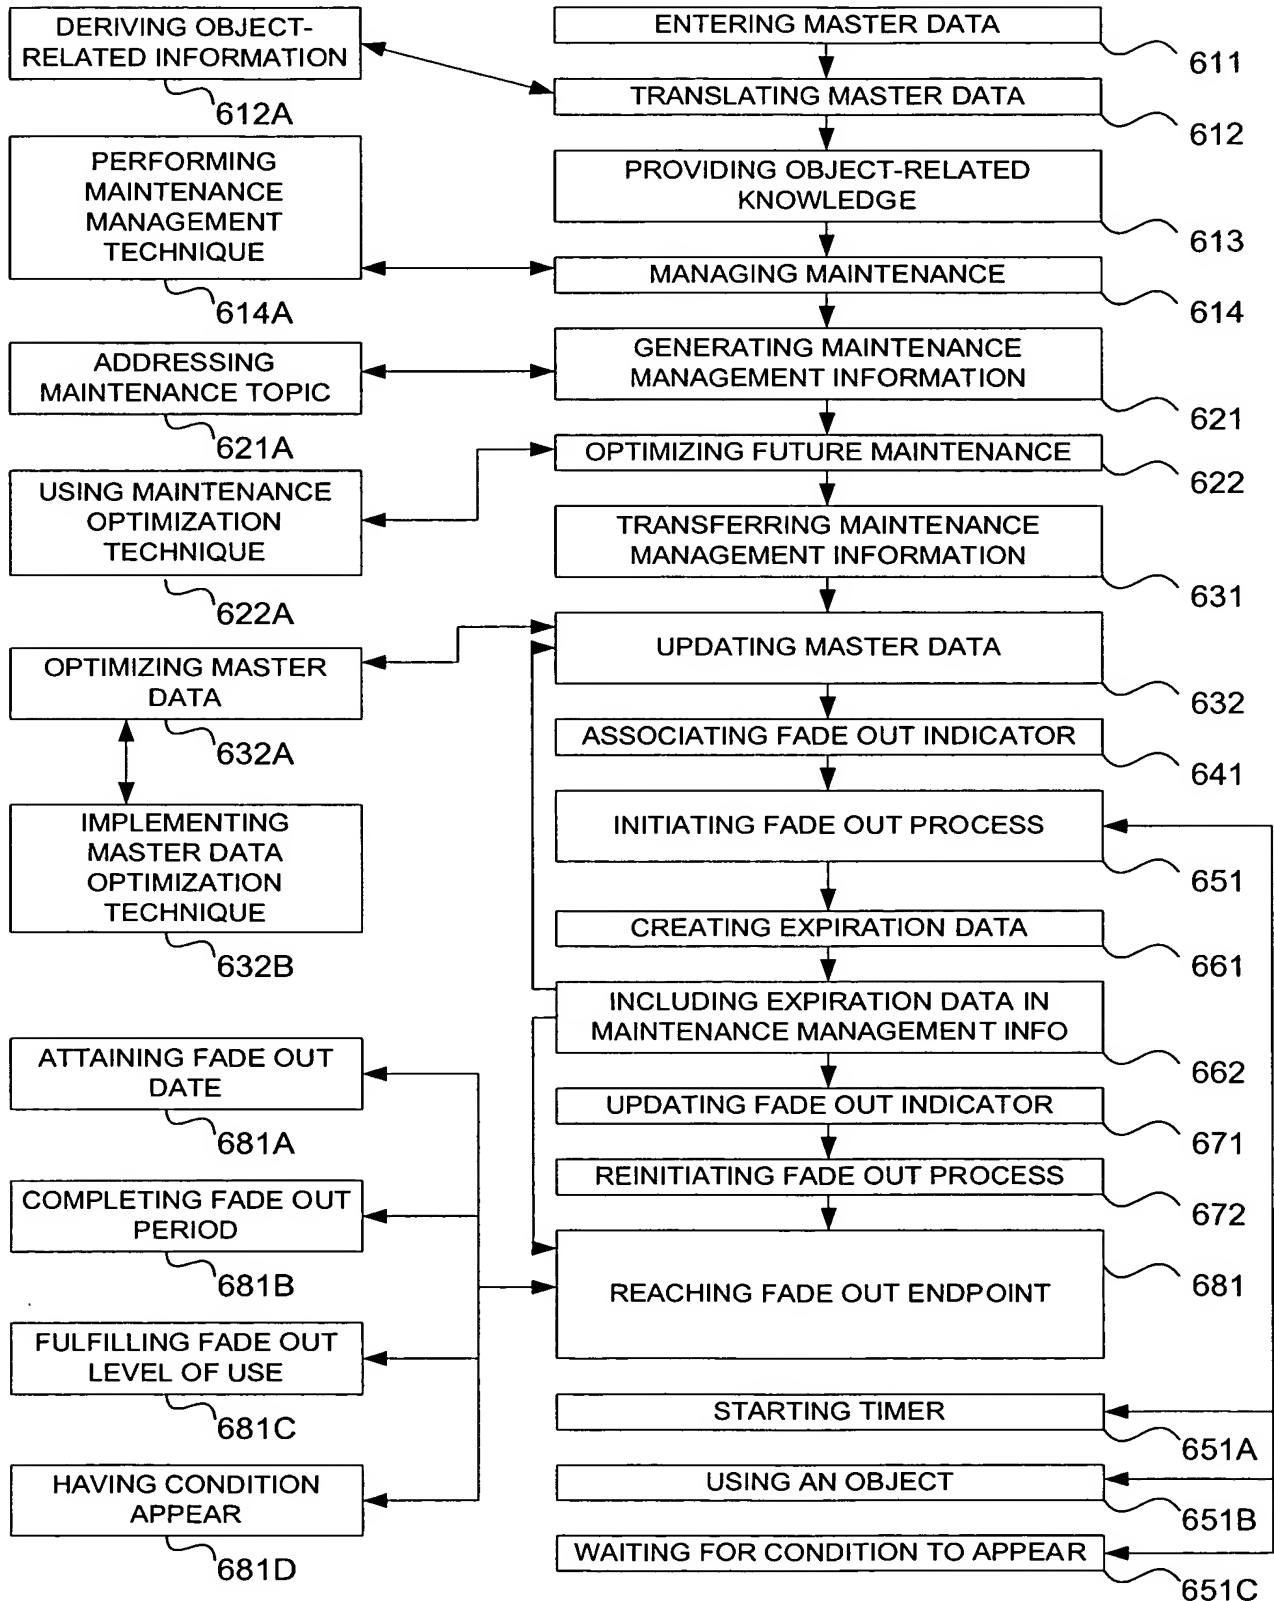 DERIVING OBJECT-
RELATED INFORMATION
612A
PERFORMING
MAINTENANCE
MANAGEMENT
TECHNIQUE
614A
ADDRESSING
MAINTENANCE TOPIC
621A
USING MAINTENANCE
OPTIMIZATION
TECHNIQUE
622A
OPTIMIZING MASTER
DATA
632A
IMPLEMENTING
MASTER DATA
OPTIMIZATION
TECHNIQUE
632B
ATTAINING FADE OUT
DATE
681A
COMPLETING FADE OUT
PERIOD
681B
FULFILLING FADE OUT
LEVEL OF USE
681C
HAVING CONDITION
APPEAR
681D
ENTERING MASTER DATA
611
TRANSLATING MASTER DATA
612
PROVIDING OBJECT-RELATED
KNOWLEDGE
613
MANAGING MAINTENANCE
614
GENERATING MAINTENANCE
MANAGEMENT INFORMATION
621
OPTIMIZING FUTURE MAINTENANCE
622
TRANSFERRING MAINTENANCE
MANAGEMENT INFORMATION
631
UPDATING MASTER DATA
632
ASSOCIATING FADE OUT INDICATOR
641
INITIATING FADE OUT PROCESS
651
CREATING EXPIRATION DATA
661
INCLUDING EXPIRATION DATA IN
MAINTENANCE MANAGEMENT INFO
662
UPDATING FADE OUT INDICATOR
671
REINITIATING FADE OUT PROCESS
672
REACHING FADE OUT ENDPOINT
681
STARTING TIMER
651A
USING AN OBJECT
651B
WAITING FOR CONDITION TO APPEAR
651C